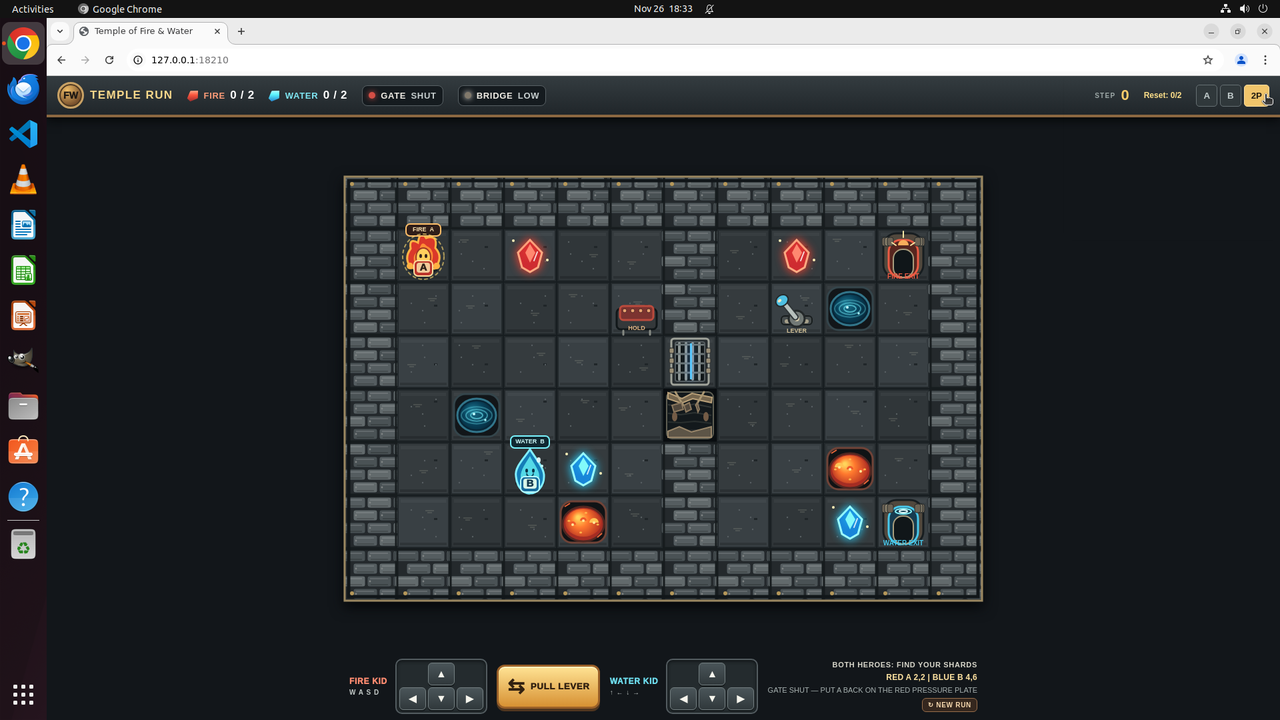 Activities
Google Chrome
Nov 26 18:33
Temple of Fire & Water
127.0.0.1:18210
FW
TEMPLE RUN
FIRE 0 / 2
WATER 0 / 2
GATE SHUT
BRIDGE LOW
STEP 0
Reset: 0/2
A
B
2P
FIRE A
A
FIRE EXIT
HOLD
LEVER
WATER B
B
WATER EXIT
FIRE KID
W A S D
PULL LEVER
WATER KID
↑ ← ↓ →
BOTH HEROES: FIND YOUR SHARDS
RED A 2,2 | BLUE B 4,6
GATE SHUT — PUT A BACK ON THE RED PRESSURE PLATE
↻ NEW RUN